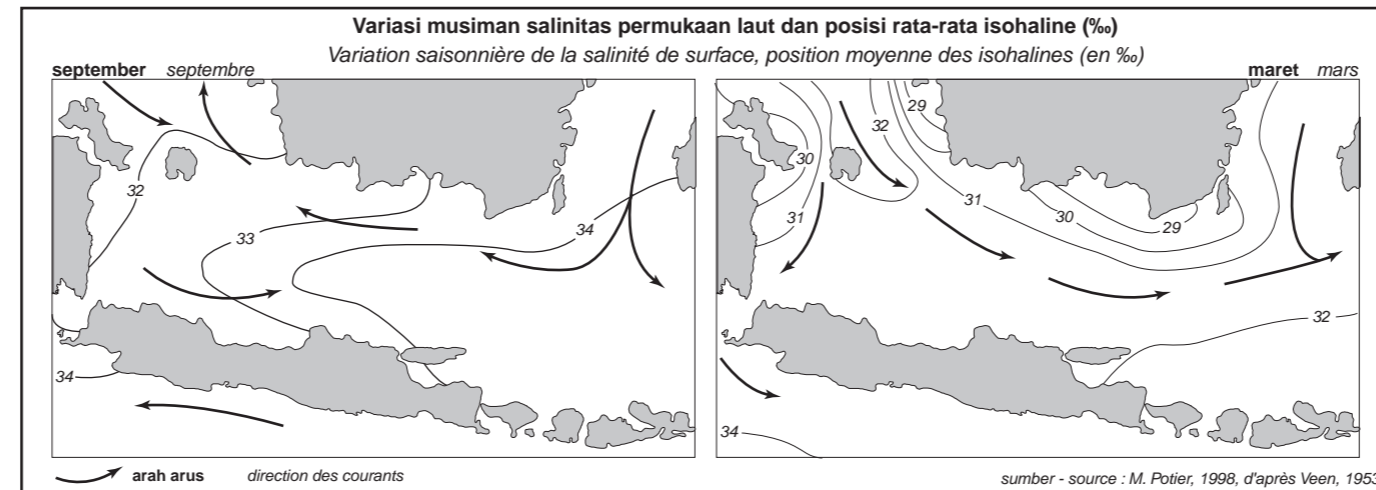 Variasi musiman salinitas permukaan laut dan posisi rata-rata isohaline (‰)
Variation saisonnière de la salinité de surface, position moyenne des isohalines (en ‰)
september septembre
32
33
34
34
maret mars
29
32
30
31
31
30
29
32
34
arah arus direction des courants
sumber - source : M. Potier, 1998, d'après Veen, 1953